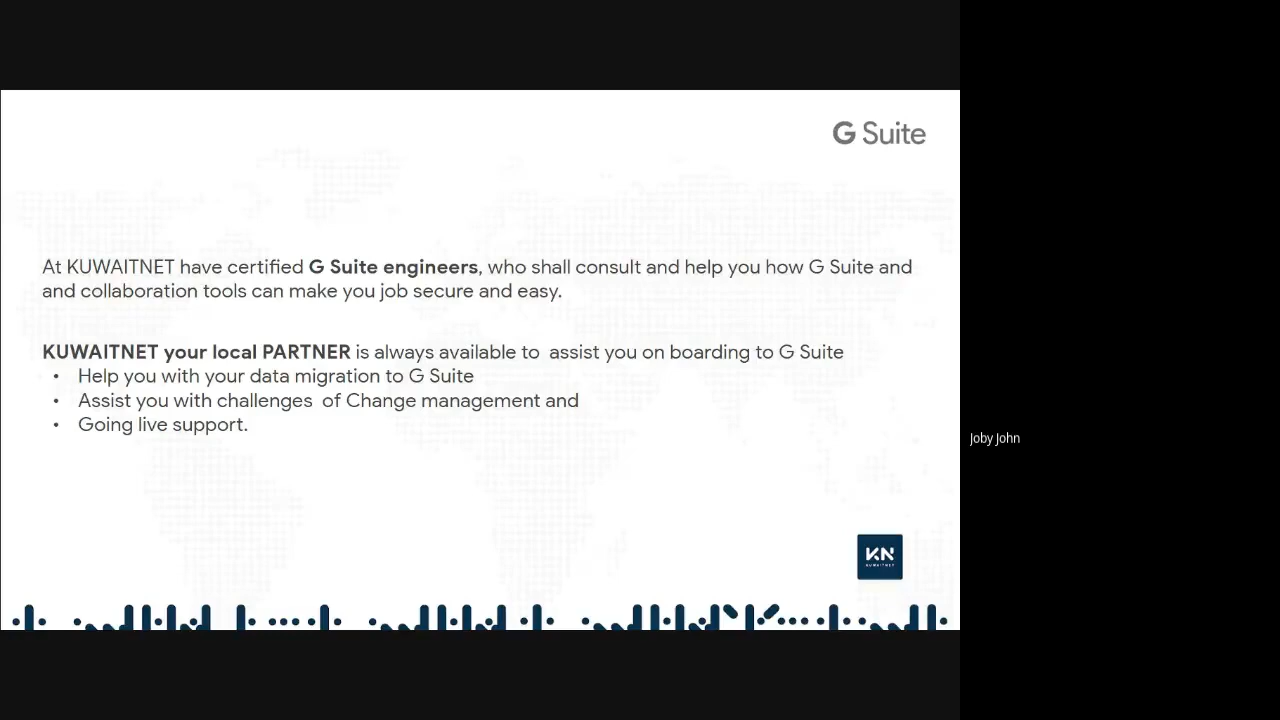 G Suite
At KUWAITNET have certified G Suite engineers, who shall consult and help you how G Suite and
and collaboration tools can make you job secure and easy.
KUWAITNET your local PARTNER is always available to  assist you on boarding to G Suite
• Help you with your data migration to G Suite
• Assist you with challenges  of Change management and
• Going live support.
Joby John
KN
KUWAITNET